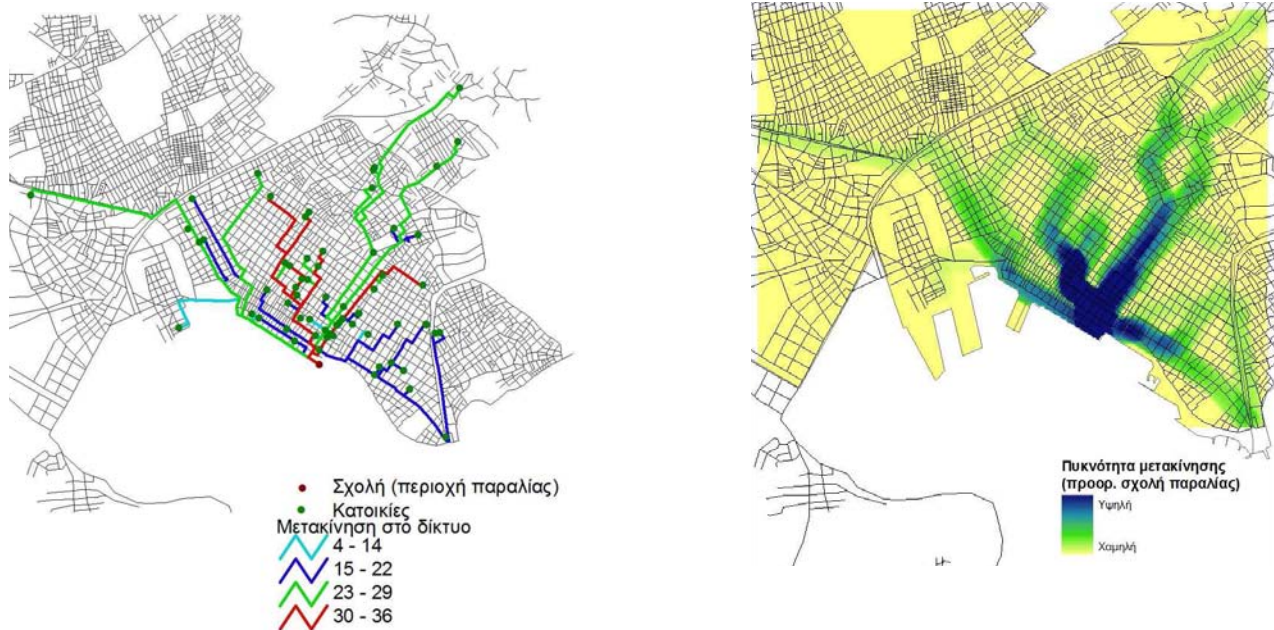 Σχολή (περιοχή παραλίας)
Κατοικίες
Μετακίνηση στο δίκτυο
4 - 14
15 - 22
23 - 29
30 - 36
Πυκνότητα μετακίνησης
(προορ. σχολή παραλίας)
Υψηλή
Χαμηλή